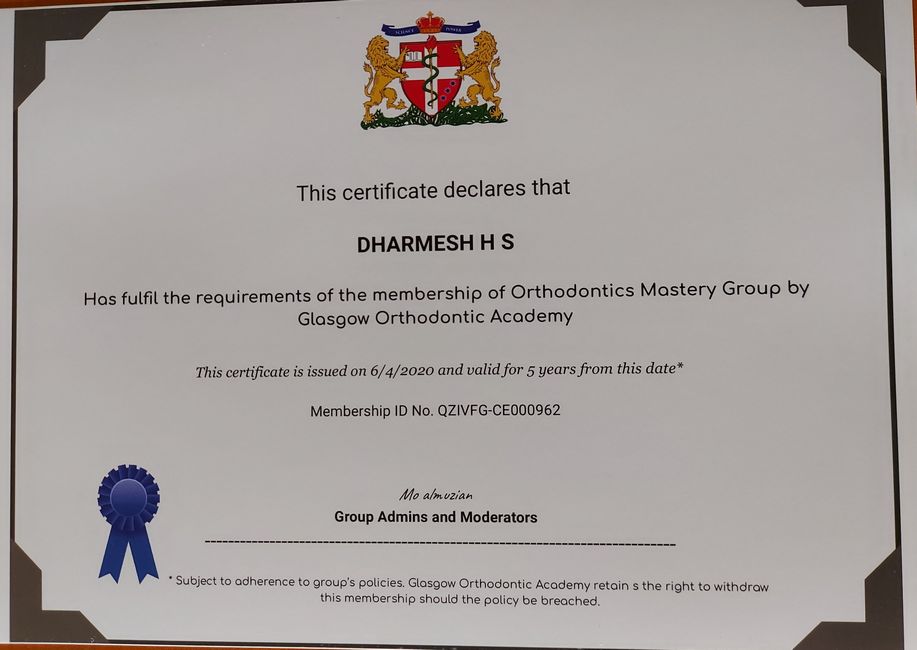 SCIENCE POWER
This certificate declares that
DHARMESH H S
Has fulfil the requirements of the membership of Orthodontics Mastery Group by
Glasgow Orthodontic Academy
This certificate is issued on 6/4/2020 and valid for 5 years from this date*
Membership ID No. QZIVFG-CE000962
Mo almuzian
Group Admins and Moderators
* Subject to adherence to group's policies. Glasgow Orthodontic Academy retain s the right to withdraw
this membership should the policy be breached.